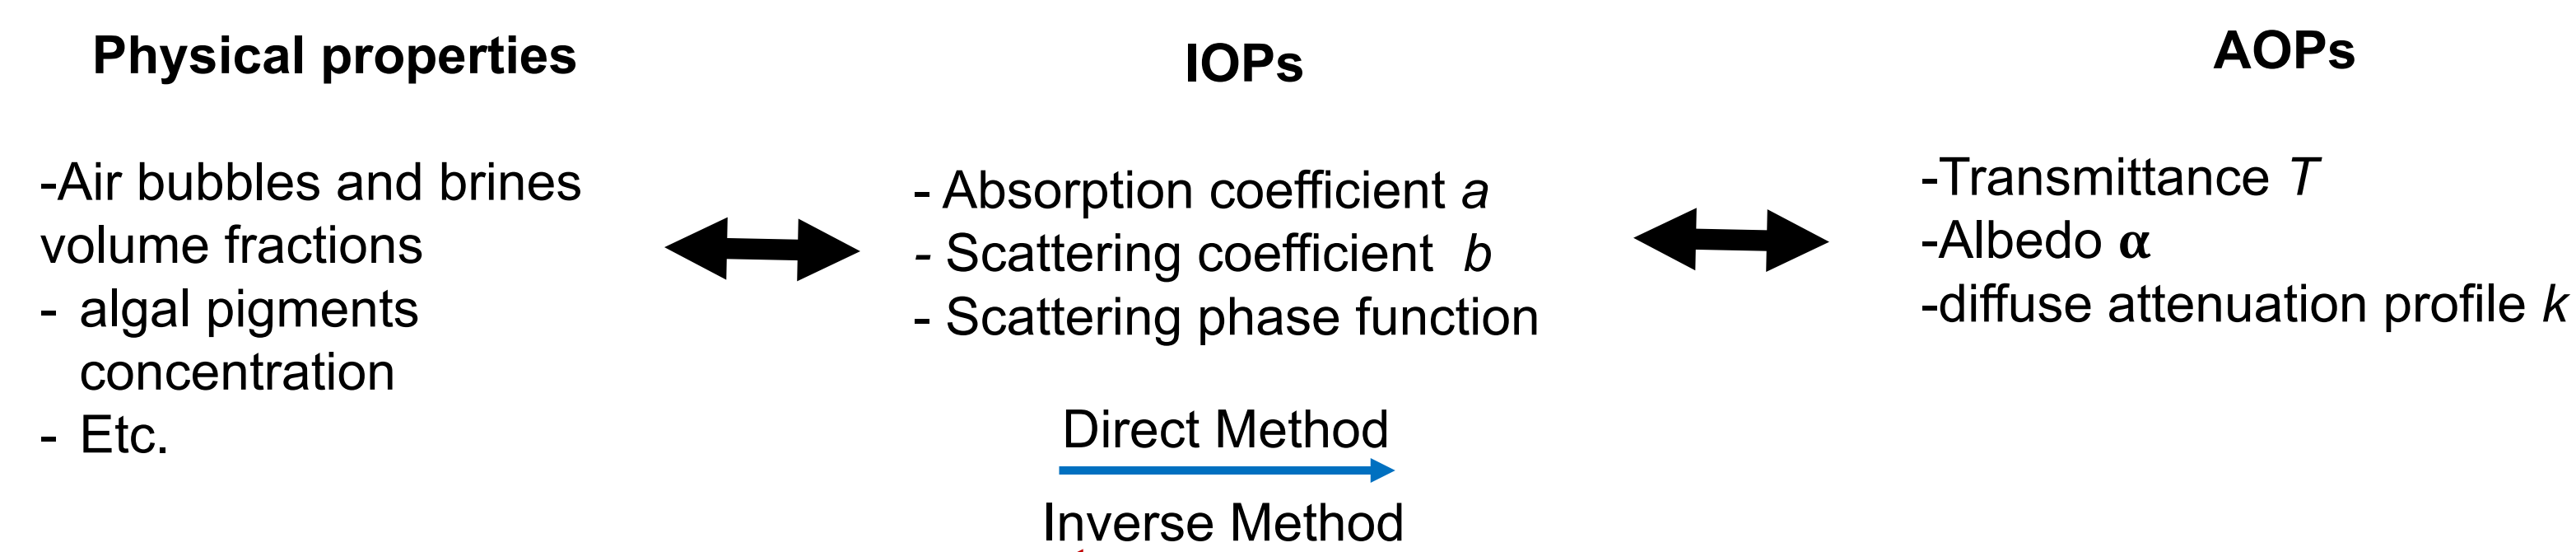 Physical properties
-Air bubbles and brines
volume fractions
- algal pigments
concentration
- Etc.
IOPs
- Absorption coefficient a
- Scattering coefficient b
- Scattering phase function
Direct Method
Inverse Method
AOPs
-Transmittance T
-Albedo α
-diffuse attenuation profile k